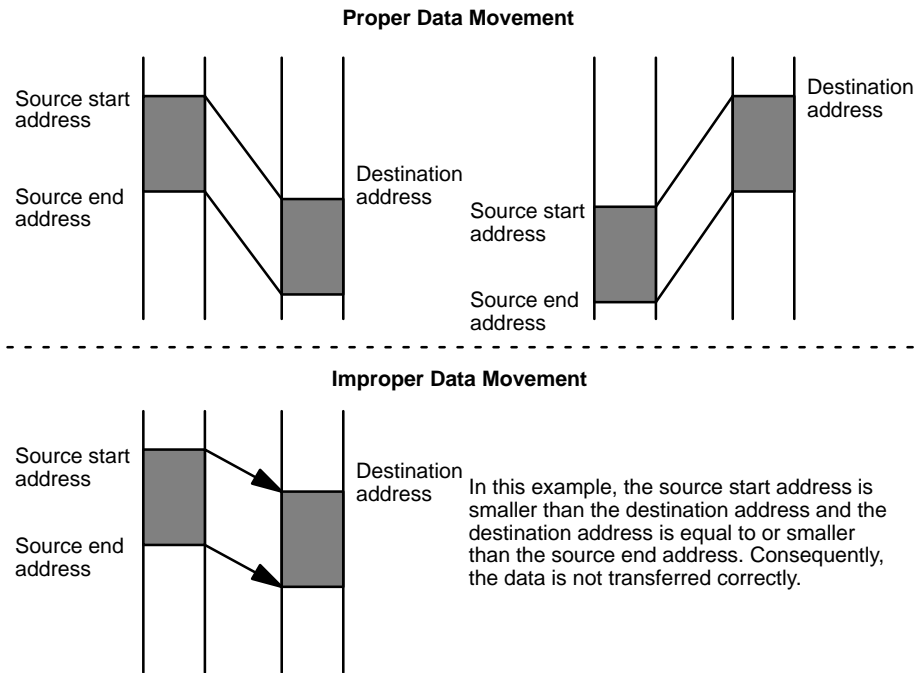 Proper Data Movement
Source start
address
Source end
address
Destination
address
Source start
address
Source end
address
Destination
address
Improper Data Movement
Source start
address
Source end
address
Destination
address
In this example, the source start address is
smaller than the destination address and the
destination address is equal to or smaller
than the source end address. Consequently,
the data is not transferred correctly.